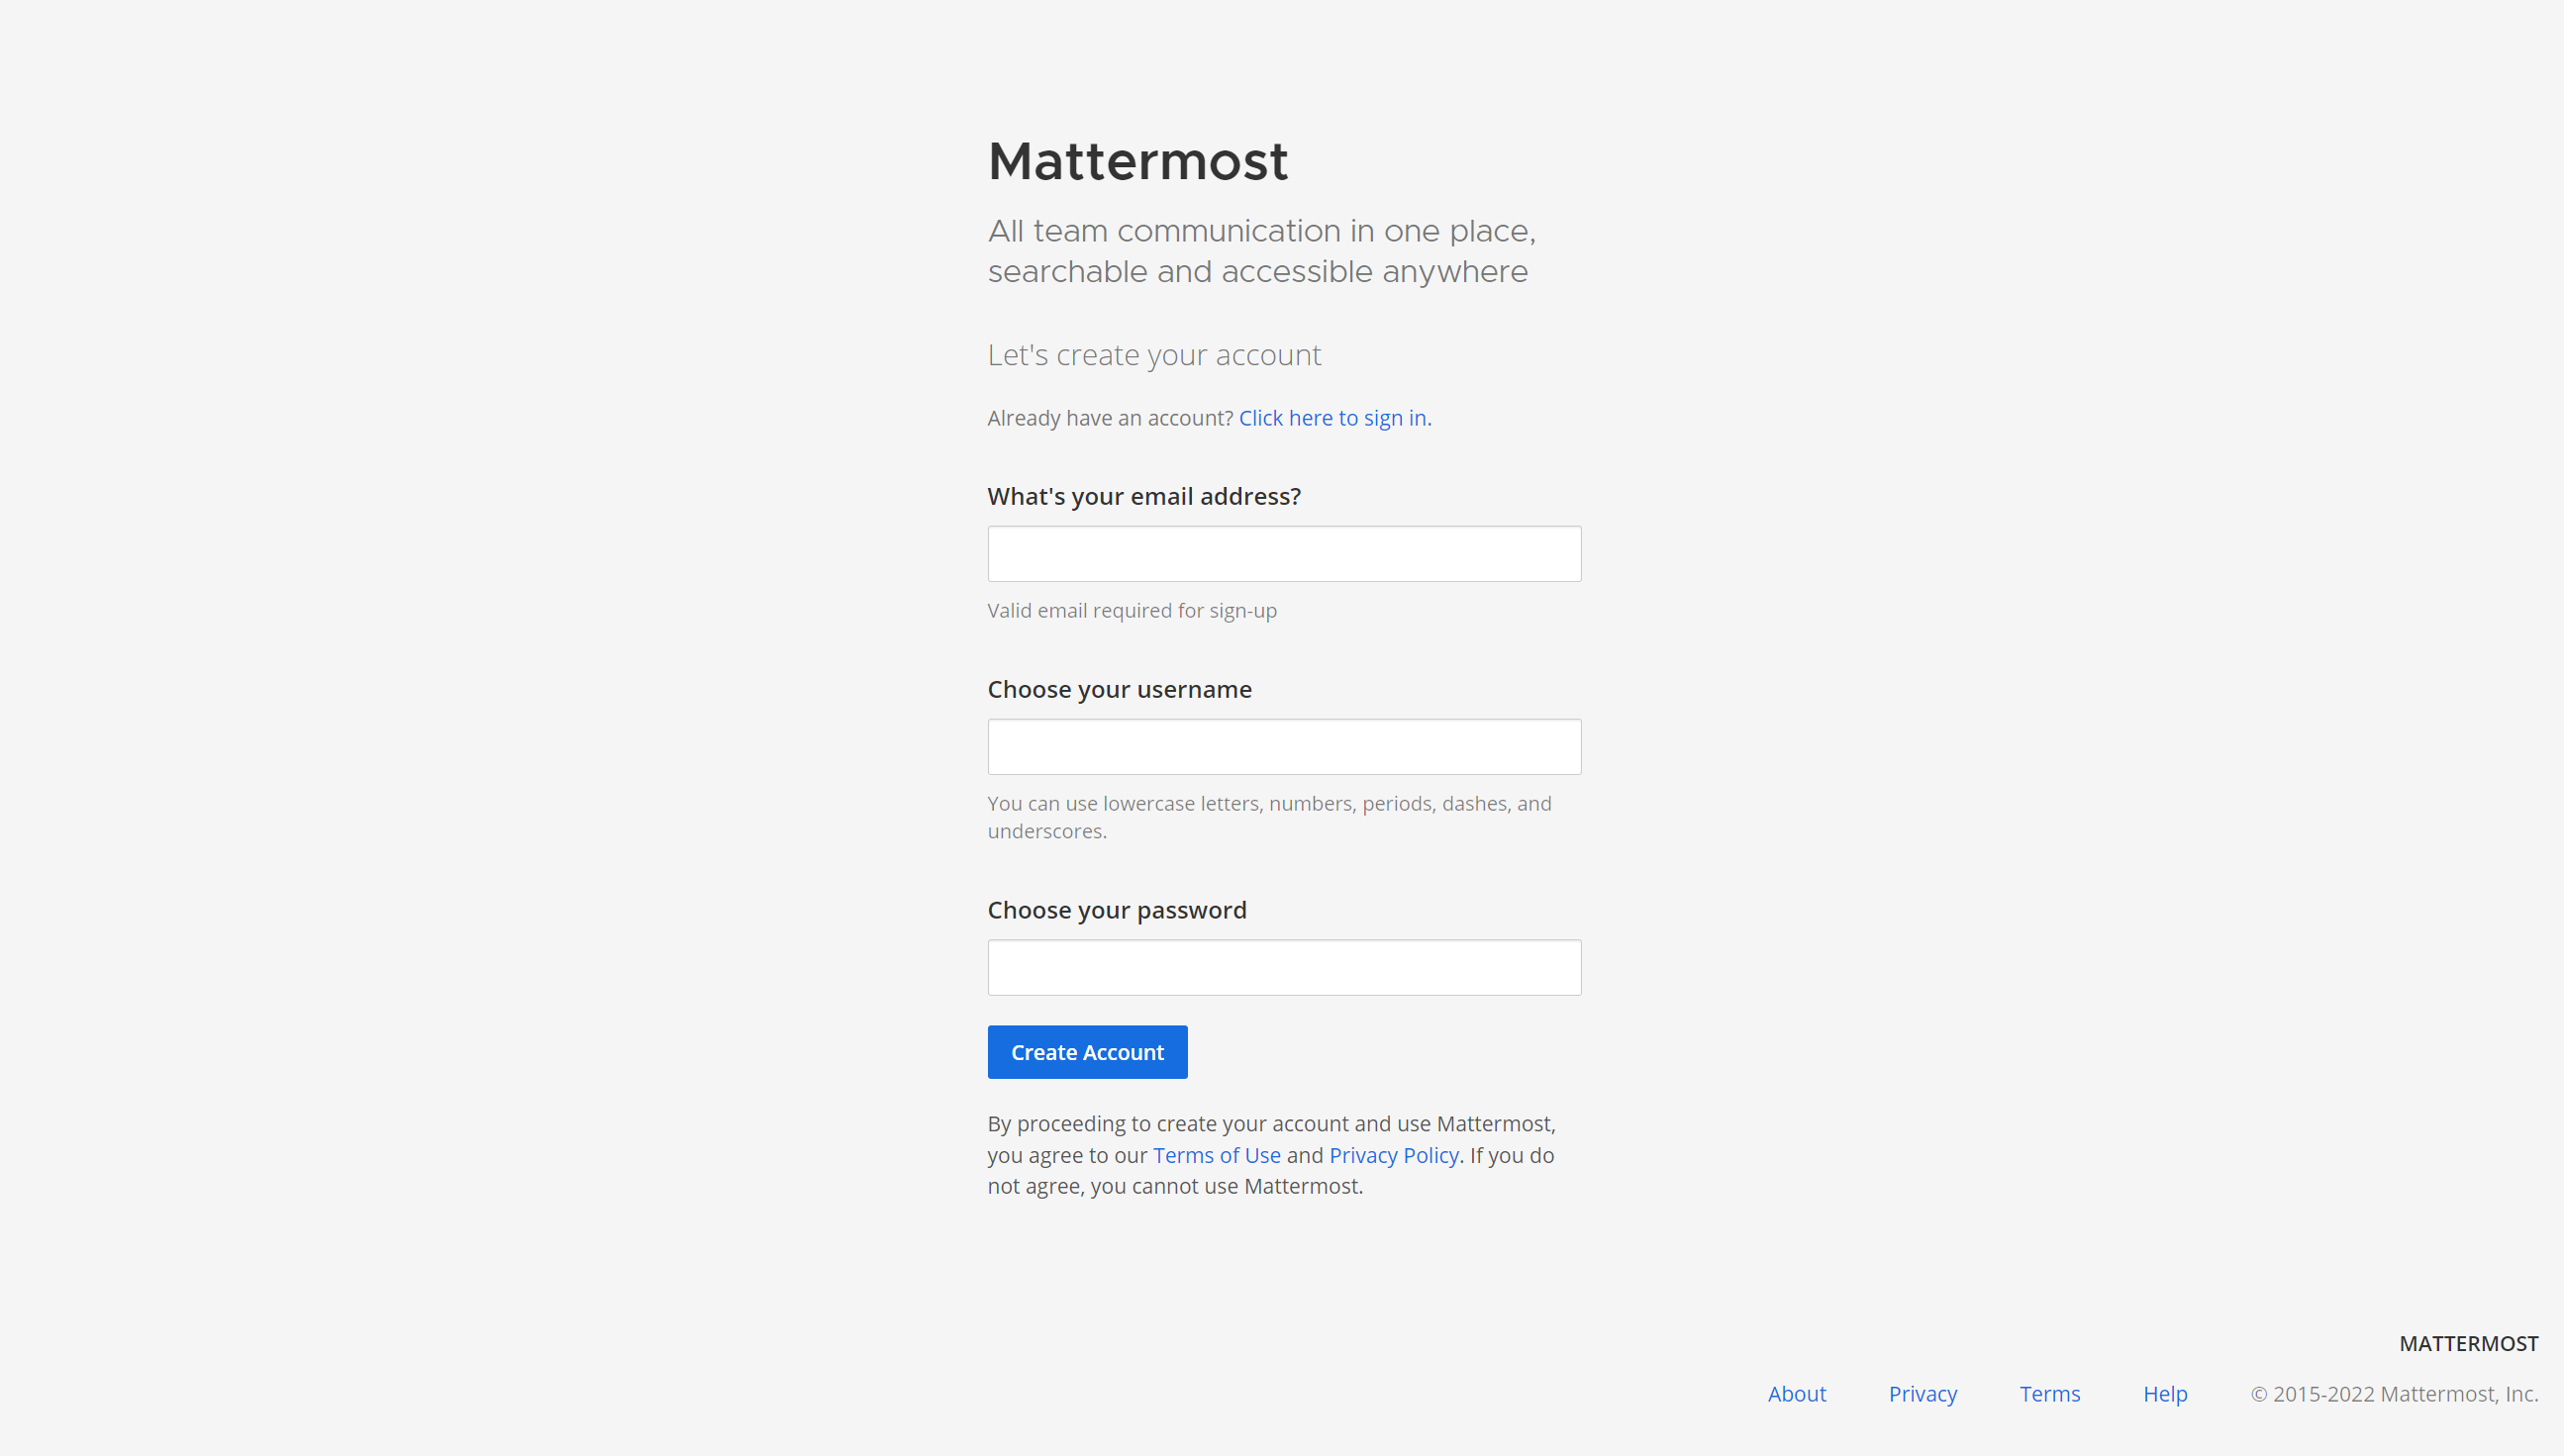 Mattermost
All team communication in one place,
searchable and accessible anywhere
Let's create your account
Already have an account? Click here to sign in.
What's your email address?
Valid email required for sign-up
Choose your username
You can use lowercase letters, numbers, periods, dashes, and
underscores.
Choose your password
Create Account
By proceeding to create your account and use Mattermost,
you agree to our Terms of Use and Privacy Policy. If you do
not agree, you cannot use Mattermost.
MATTERMOST
About Privacy Terms Help © 2015-2022 Mattermost, Inc.